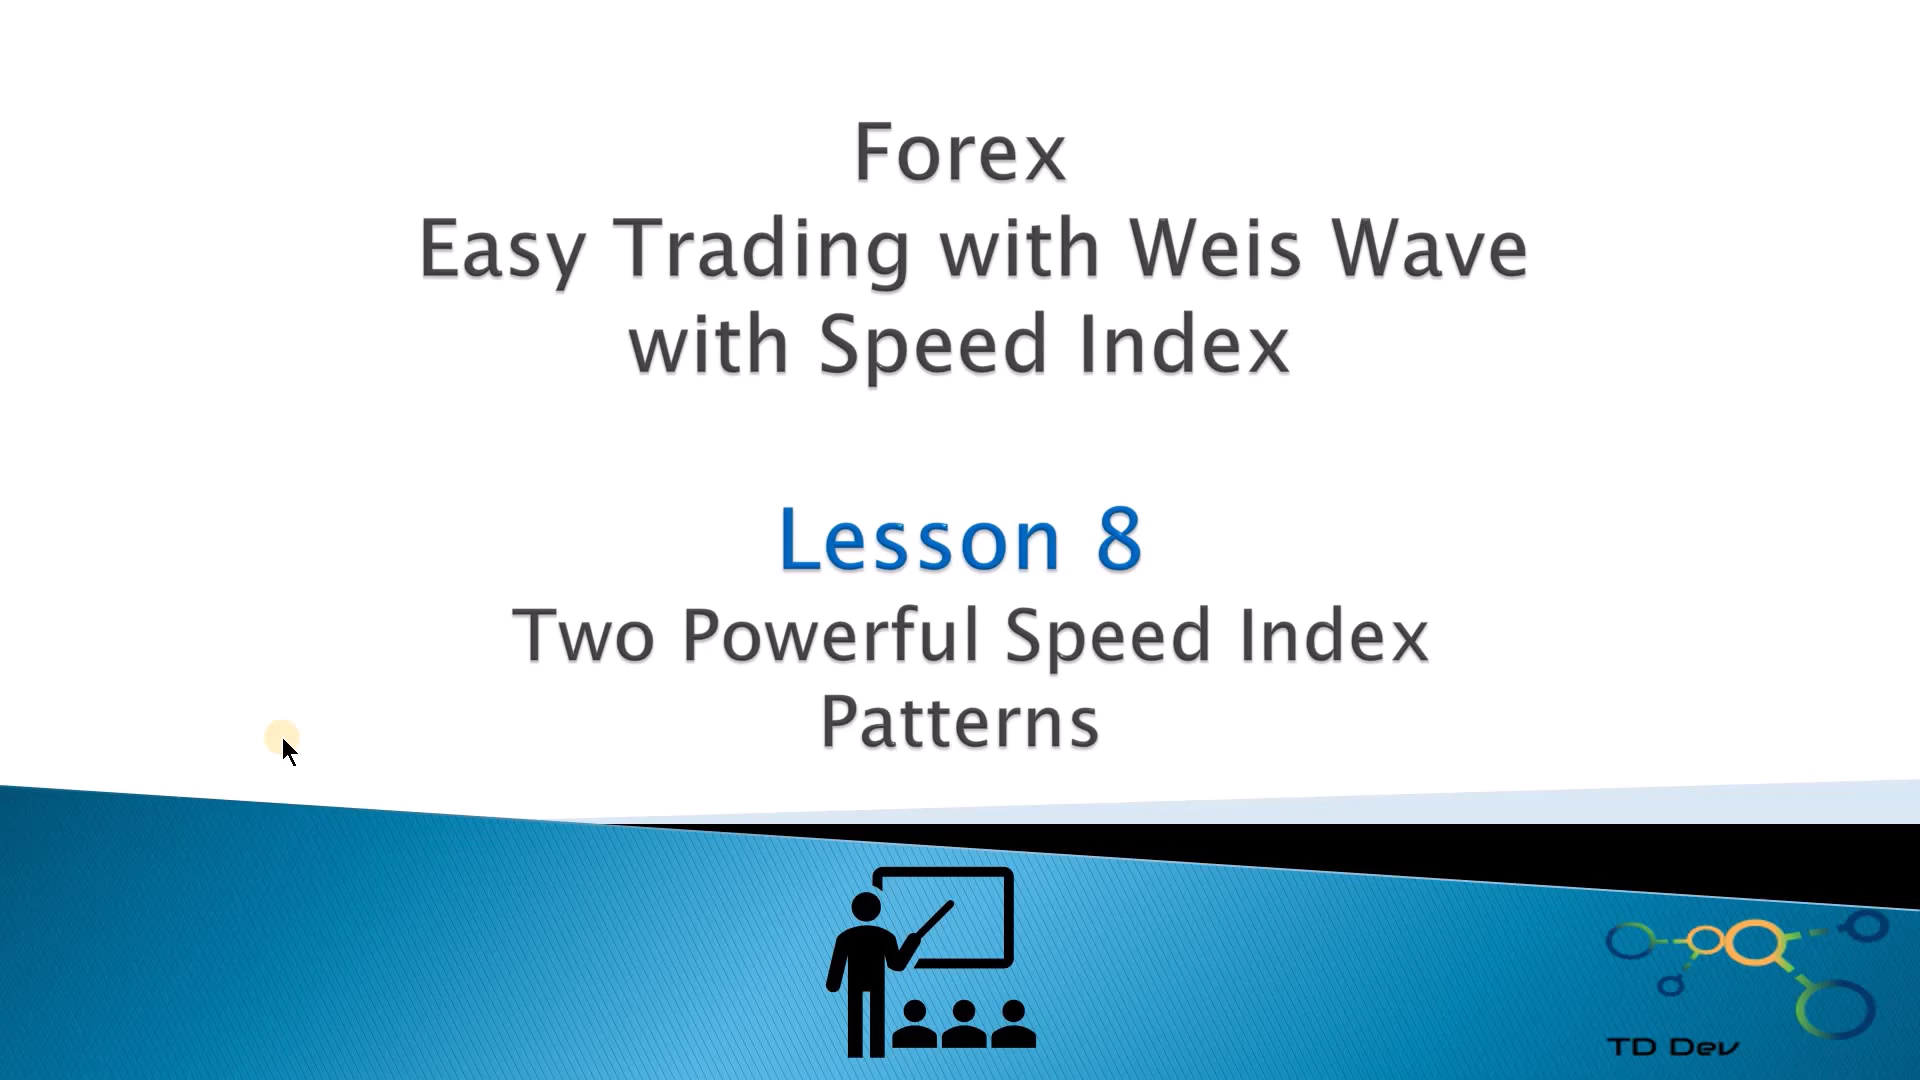 Forex
Easy Trading with Weis Wave
with Speed Index
Lesson 8
Two Powerful Speed Index
Patterns
TD Dev